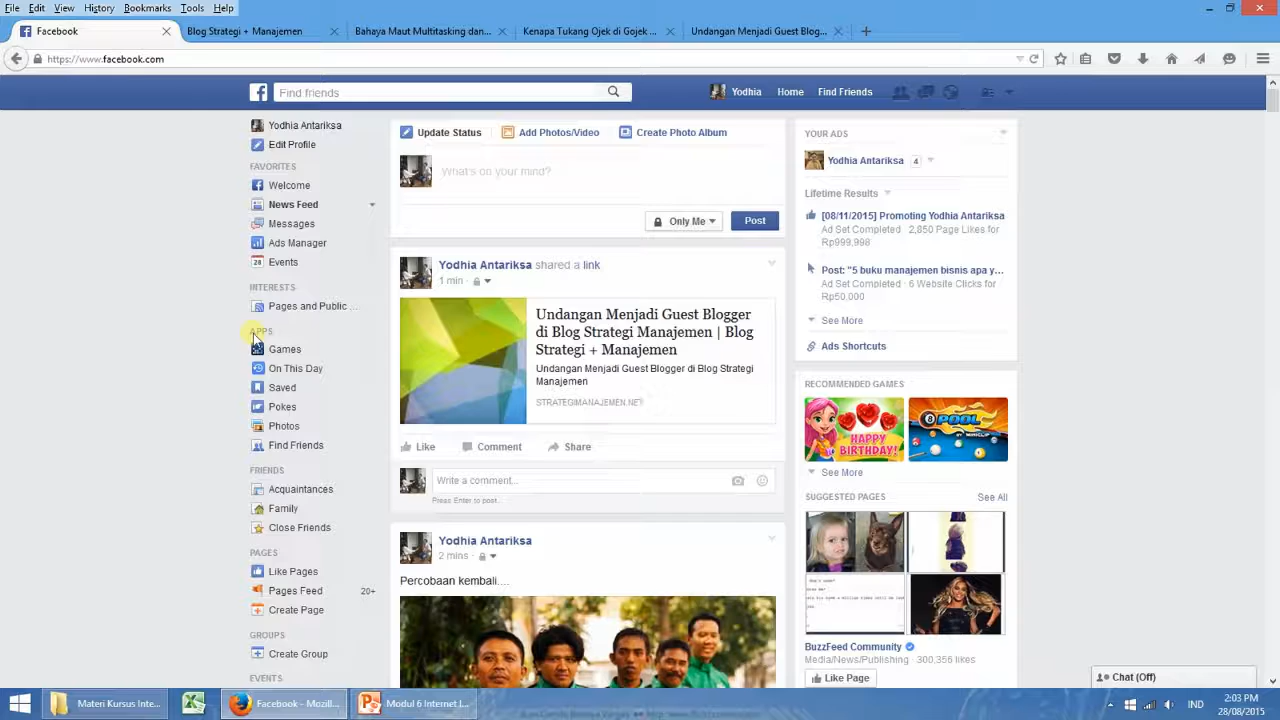 File Edit View History Bookmarks Tools Help
Facebook
Blog Strategi + Manajemen
Bahaya Maut Multitasking dan...
Kenapa Tukang Ojek di Gojek ...
Undangan Menjadi Guest Blog...
https://www.facebook.com
Find friends
Yodhia
Home
Find Friends
Yodhia Antariksa
Edit Profile
FAVORITES
Welcome
News Feed
Messages
Ads Manager
Events
INTERESTS
Pages and Public ...
APPS
Games
On This Day
Saved
Pokes
Photos
Find Friends
FRIENDS
Acquaintances
Family
Close Friends
PAGES
Like Pages
Pages Feed 20+
Create Page
GROUPS
Create Group
EVENTS
Update Status
Add Photos/Video
Create Photo Album
What's on your mind?
Only Me
Post
Yodhia Antariksa shared a link
1 min
Undangan Menjadi Guest Blogger
di Blog Strategi Manajemen | Blog
Strategi + Manajemen
Undangan Menjadi Guest Blogger di Blog Strategi
Manajemen
STRATEGIMANAJEMEN.NET
Like Comment Share
Write a comment...
Press Enter to post.
Yodhia Antariksa
2 mins
Percobaan kembali....
YOUR ADS
Yodhia Antariksa 4
Lifetime Results
[08/11/2015] Promoting Yodhia Antariksa
Ad Set Completed · 2,850 Page Likes for
Rp999,998
Post: "5 buku manajemen bisnis apa y...
Ad Set Completed · 6 Website Clicks for
Rp50,000
See More
Ads Shortcuts
RECOMMENDED GAMES
HAPPY
BIRTHDAY!
8 POOL
BY MINICLIP
See More
SUGGESTED PAGES
See All
BuzzFeed Community
Media/News/Publishing · 300,356 likes
Like Page
Chat (Off)
Materi Kursus Inte...
Facebook - Mozill...
Modul 6 Internet I...
IND
2:03 PM
28/08/2015